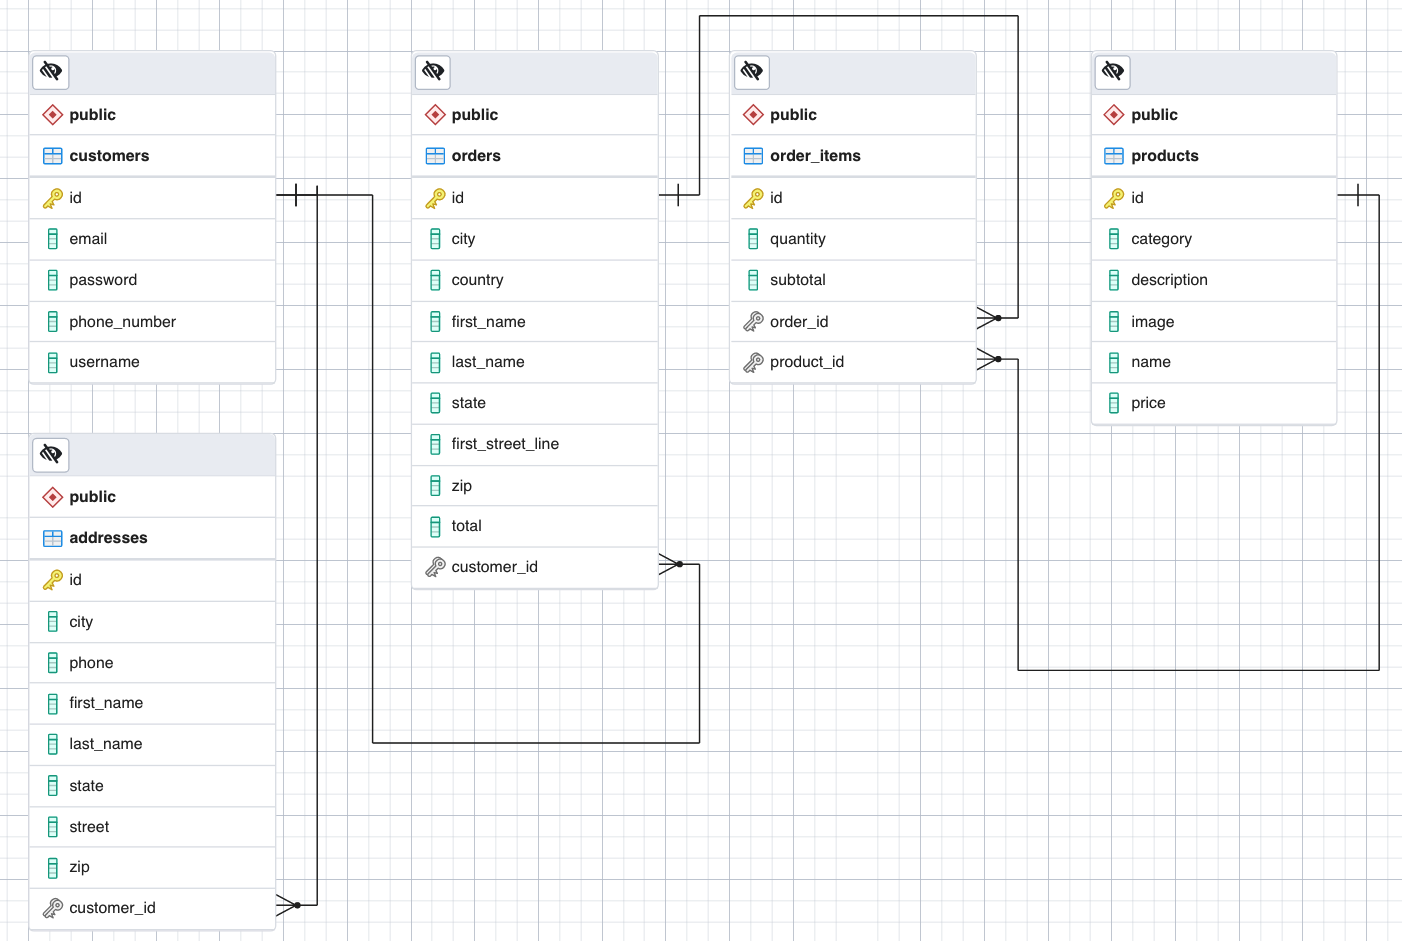 public
customers
id
email
password
phone_number
username
public
addresses
id
city
phone
first_name
last_name
state
street
zip
customer_id
public
orders
id
city
country
first_name
last_name
state
first_street_line
zip
total
customer_id
public
order_items
id
quantity
subtotal
order_id
product_id
public
products
id
category
description
image
name
price